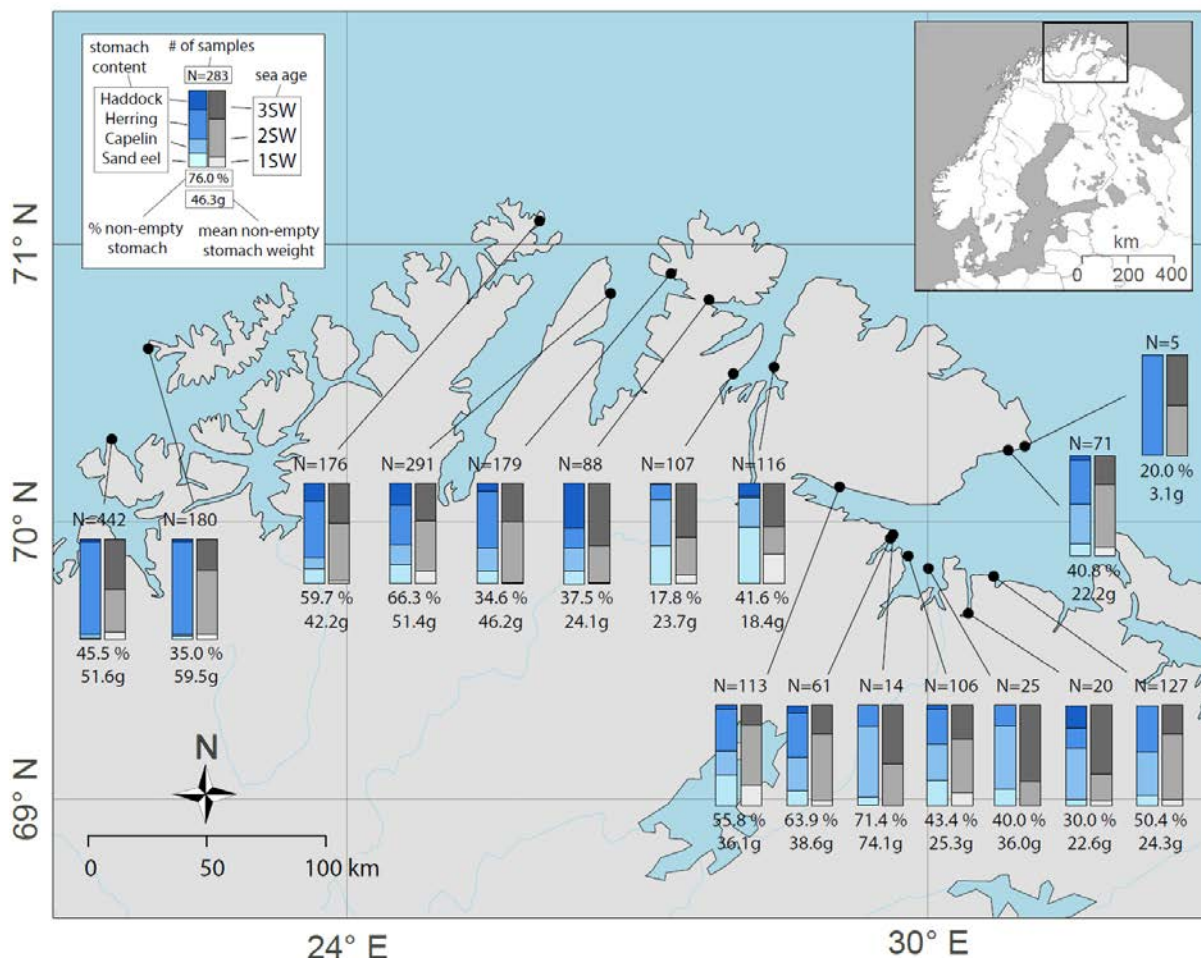 stomach
content
# of samples
N=283
sea age
Haddock
Herring
Capelin
Sand eel
3SW
2SW
1SW
76.0 %
46.3g
% non-empty
stomach
mean non-empty
stomach weight
km
0 200 400
71° N
70° N
69° N
N=5
20.0 %
3.1g
N=71
40.8 %
22.2g
N=176 N=291 N=179 N=88 N=107 N=116
59.7 % 66.3 % 34.6 % 37.5 % 17.8 % 41.6 %
42.2g 51.4g 46.2g 24.1g 23.7g 18.4g
N=442 N=180
45.5 % 35.0 %
51.6g 59.5g
N=113 N=61 N=14 N=106 N=25 N=20 N=127
55.8 % 63.9 % 71.4 % 43.4 % 40.0 % 30.0 % 50.4 %
36.1g 38.6g 74.1g 25.3g 36.0g 22.6g 24.3g
N
0 50 100 km
24° E 30° E